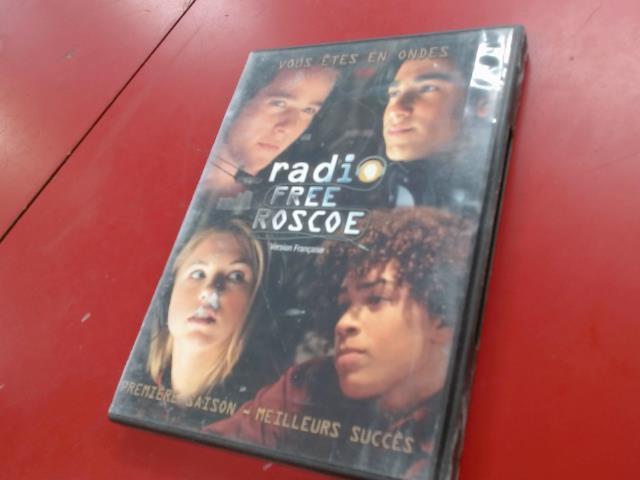 VOUS ÊTES EN ONDES
radio
FREE
ROSCOE
Version Française
PREMIÈRE SAISON - MEILLEURS SUCCÈS